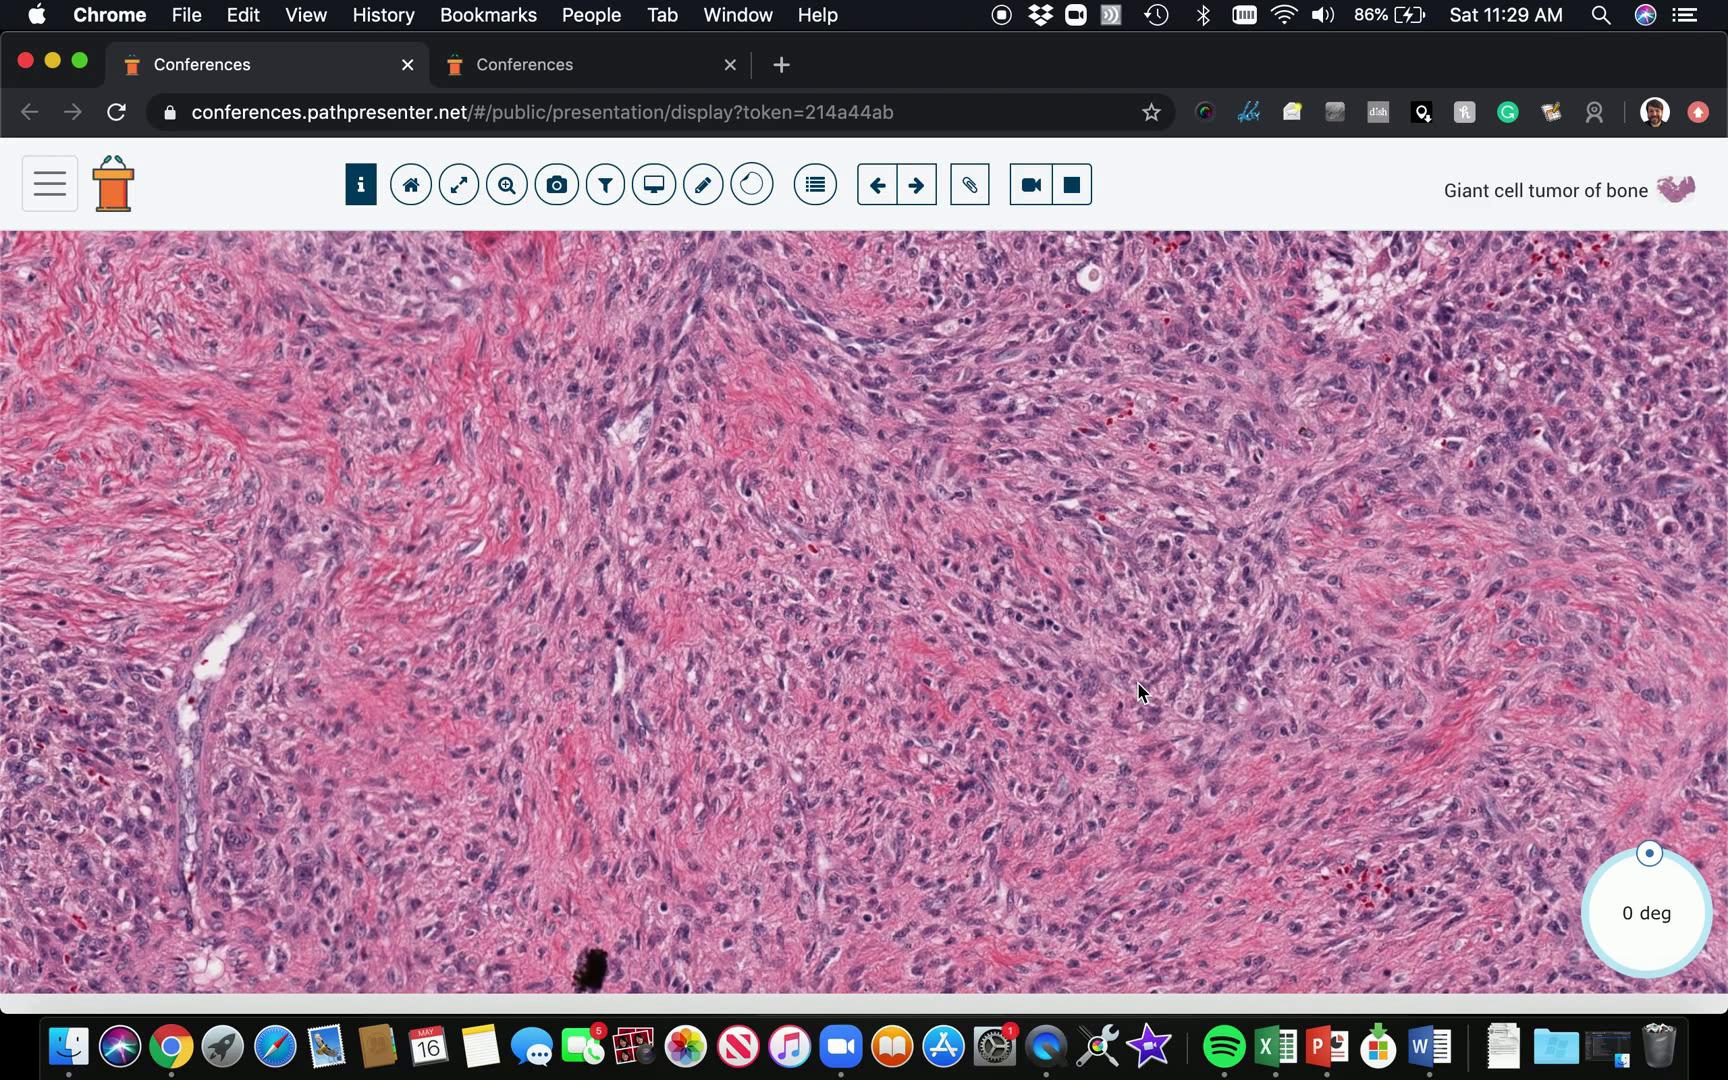 Chrome File Edit View History Bookmarks People Tab Window Help 86% Sat 11:29 AM
Conferences Conferences
conferences.pathpresenter.net/#/public/presentation/display?token=214a44ab
dish
h
G
i
Giant cell tumor of bone
0 deg
MAY
16
5
1
X
P
W